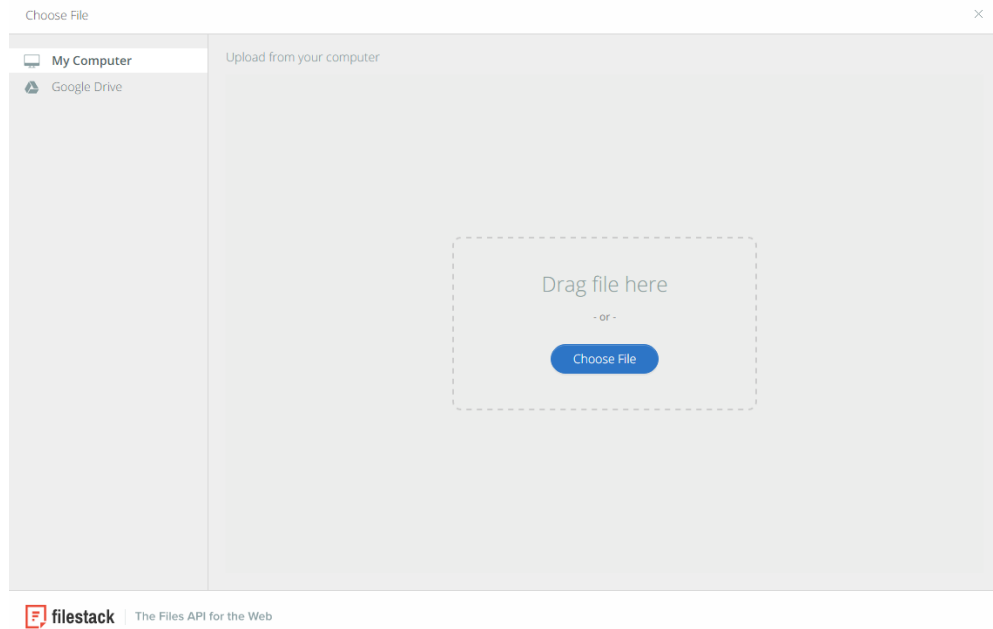 Choose File
My Computer
Google Drive
Upload from your computer
Drag file here
- or -
Choose File
filestack The Files API for the Web